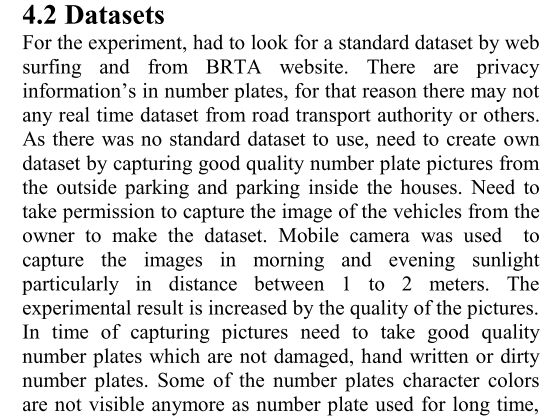 4.2 Datasets
For the experiment, had to look for a standard dataset by web
surfing and from BRTA website. There are privacy
information’s in number plates, for that reason there may not
any real time dataset from road transport authority or others.
As there was no standard dataset to use, need to create own
dataset by capturing good quality number plate pictures from
the outside parking and parking inside the houses. Need to
take permission to capture the image of the vehicles from the
owner to make the dataset. Mobile camera was used to
capture the images in morning and evening sunlight
particularly in distance between 1 to 2 meters. The
experimental result is increased by the quality of the pictures.
In time of capturing pictures need to take good quality
number plates which are not damaged, hand written or dirty
number plates. Some of the number plates character colors
are not visible anymore as number plate used for long time,